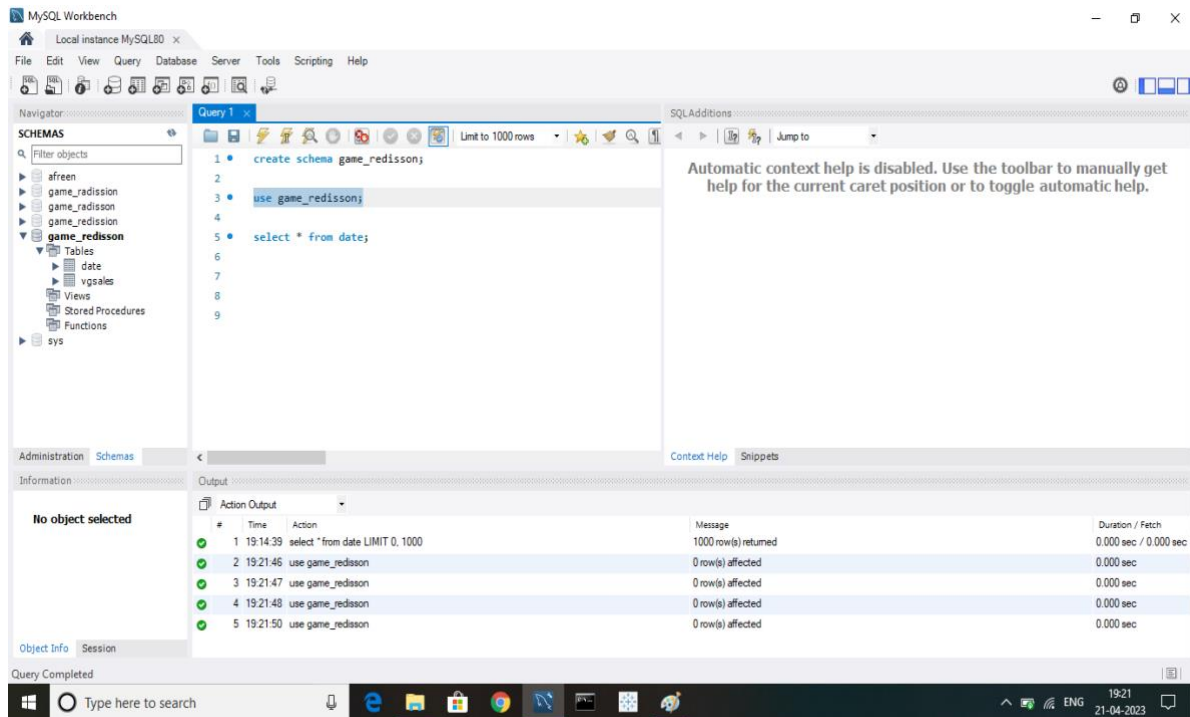 MySQL Workbench
Local instance MySQL80
File Edit View Query Database Server Tools Scripting Help
Navigator
SCHEMAS
Filter objects
afreen
game_radission
game_radisson
game_redission
game_redisson
Tables
date
vgsales
Views
Stored Procedures
Functions
sys
Administration Schemas
Information
No object selected
Object Info Session
Query 1
Limit to 1000 rows
1 create schema game_redisson;
2
3 use game_redisson;
4
5 select * from date;
6
7
8
9
SQLAdditions
Jump to
Automatic context help is disabled. Use the toolbar to manually get
help for the current caret position or to toggle automatic help.
Context Help Snippets
Output
Action Output
# Time Action Message Duration / Fetch
1 19:14:39 select * from date LIMIT 0, 1000 1000 row(s) returned 0.000 sec / 0.000 sec
2 19:21:46 use game_redisson 0 row(s) affected 0.000 sec
3 19:21:47 use game_redisson 0 row(s) affected 0.000 sec
4 19:21:48 use game_redisson 0 row(s) affected 0.000 sec
5 19:21:50 use game_redisson 0 row(s) affected 0.000 sec
Query Completed
Type here to search
ENG
19:21
21-04-2023